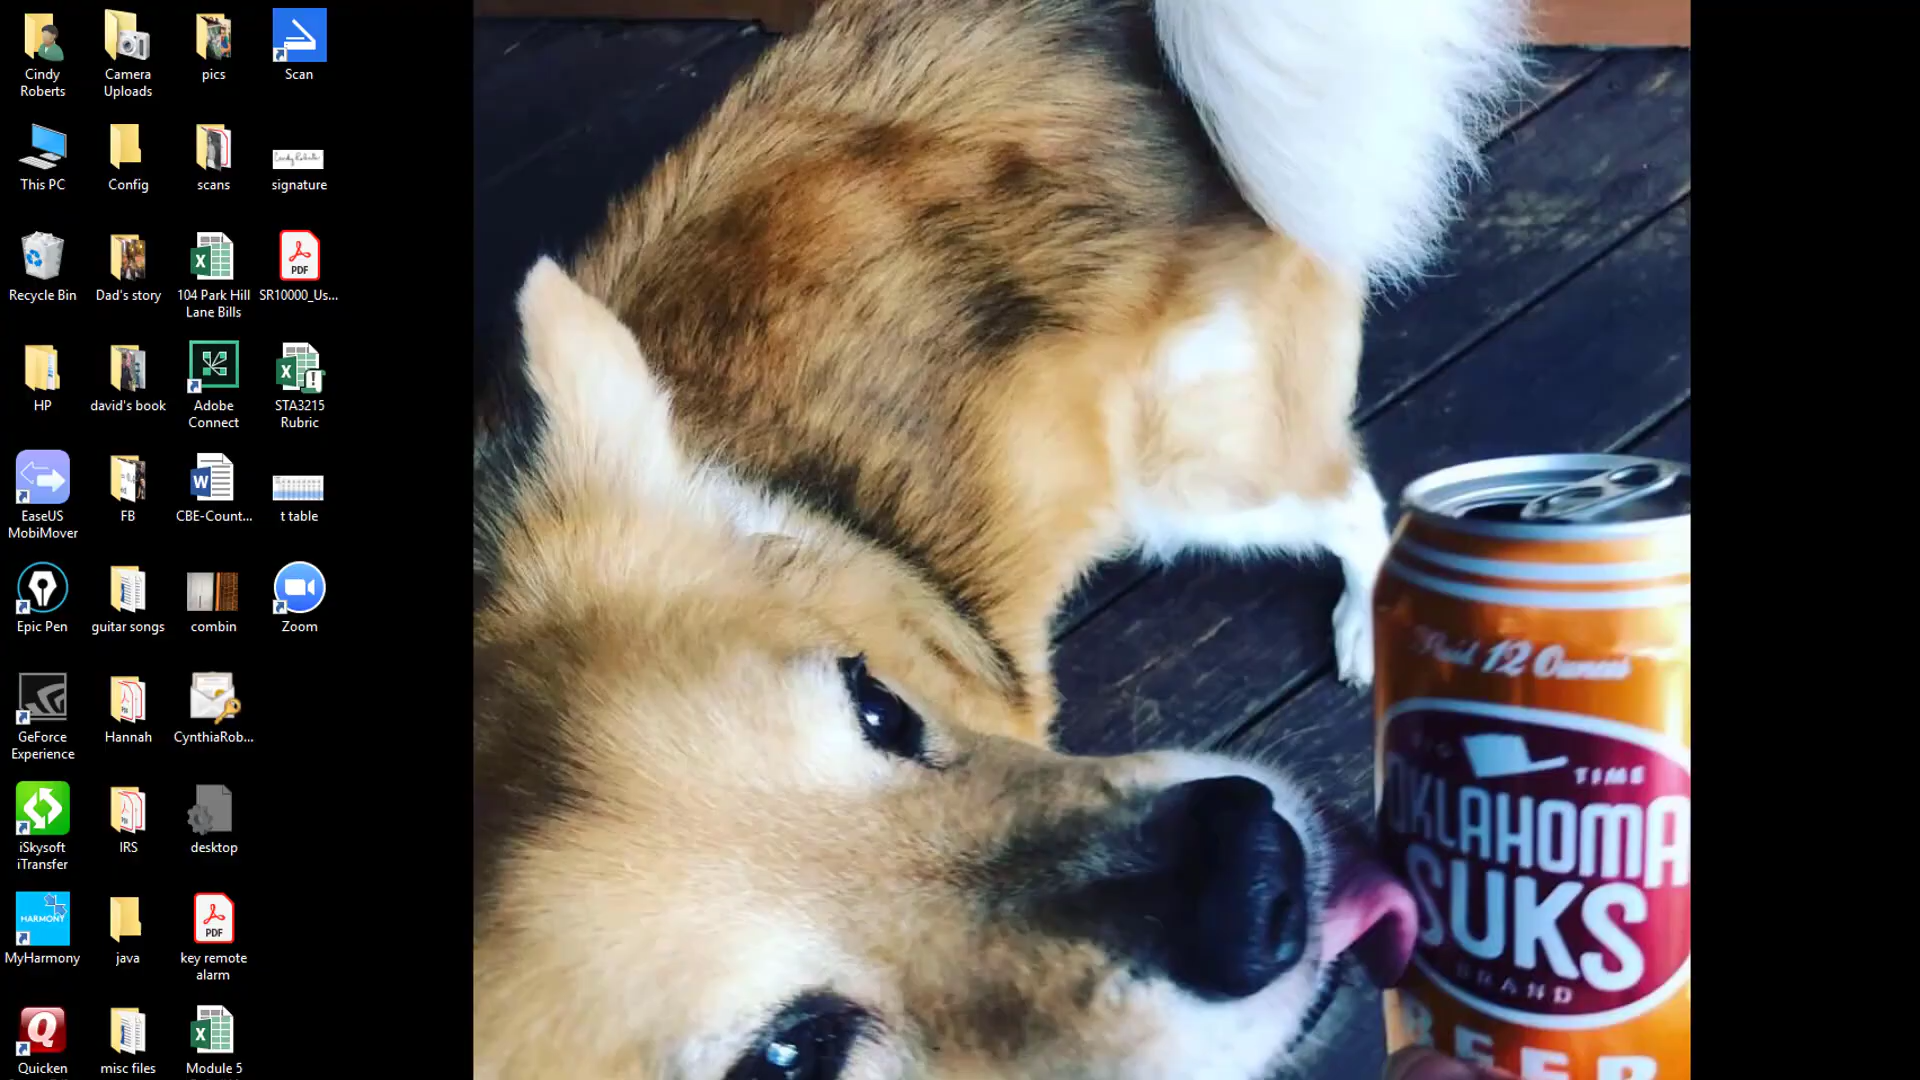 Cindy
Roberts
Camera
Uploads
pics
Scan
This PC
Config
scans
Cindy Roberts
signature
Recycle Bin
Dad's story
104 Park Hill
Lane Bills
PDF
SR10000_Us...
HP
david's book
Adobe
Connect
STA3215
Rubric
EaseUS
MobiMover
FB
CBE-Count...
t table
Epic Pen
guitar songs
combin
Zoom
GeForce
Experience
Hannah
CynthiaRob...
iSkysoft
iTransfer
IRS
desktop
HARMONY
MyHarmony
java
PDF
key remote
alarm
Quicken
misc files
Module 5
12 Ounces
TIME
OKLAHOMA
SUKS
BRAND
BEER